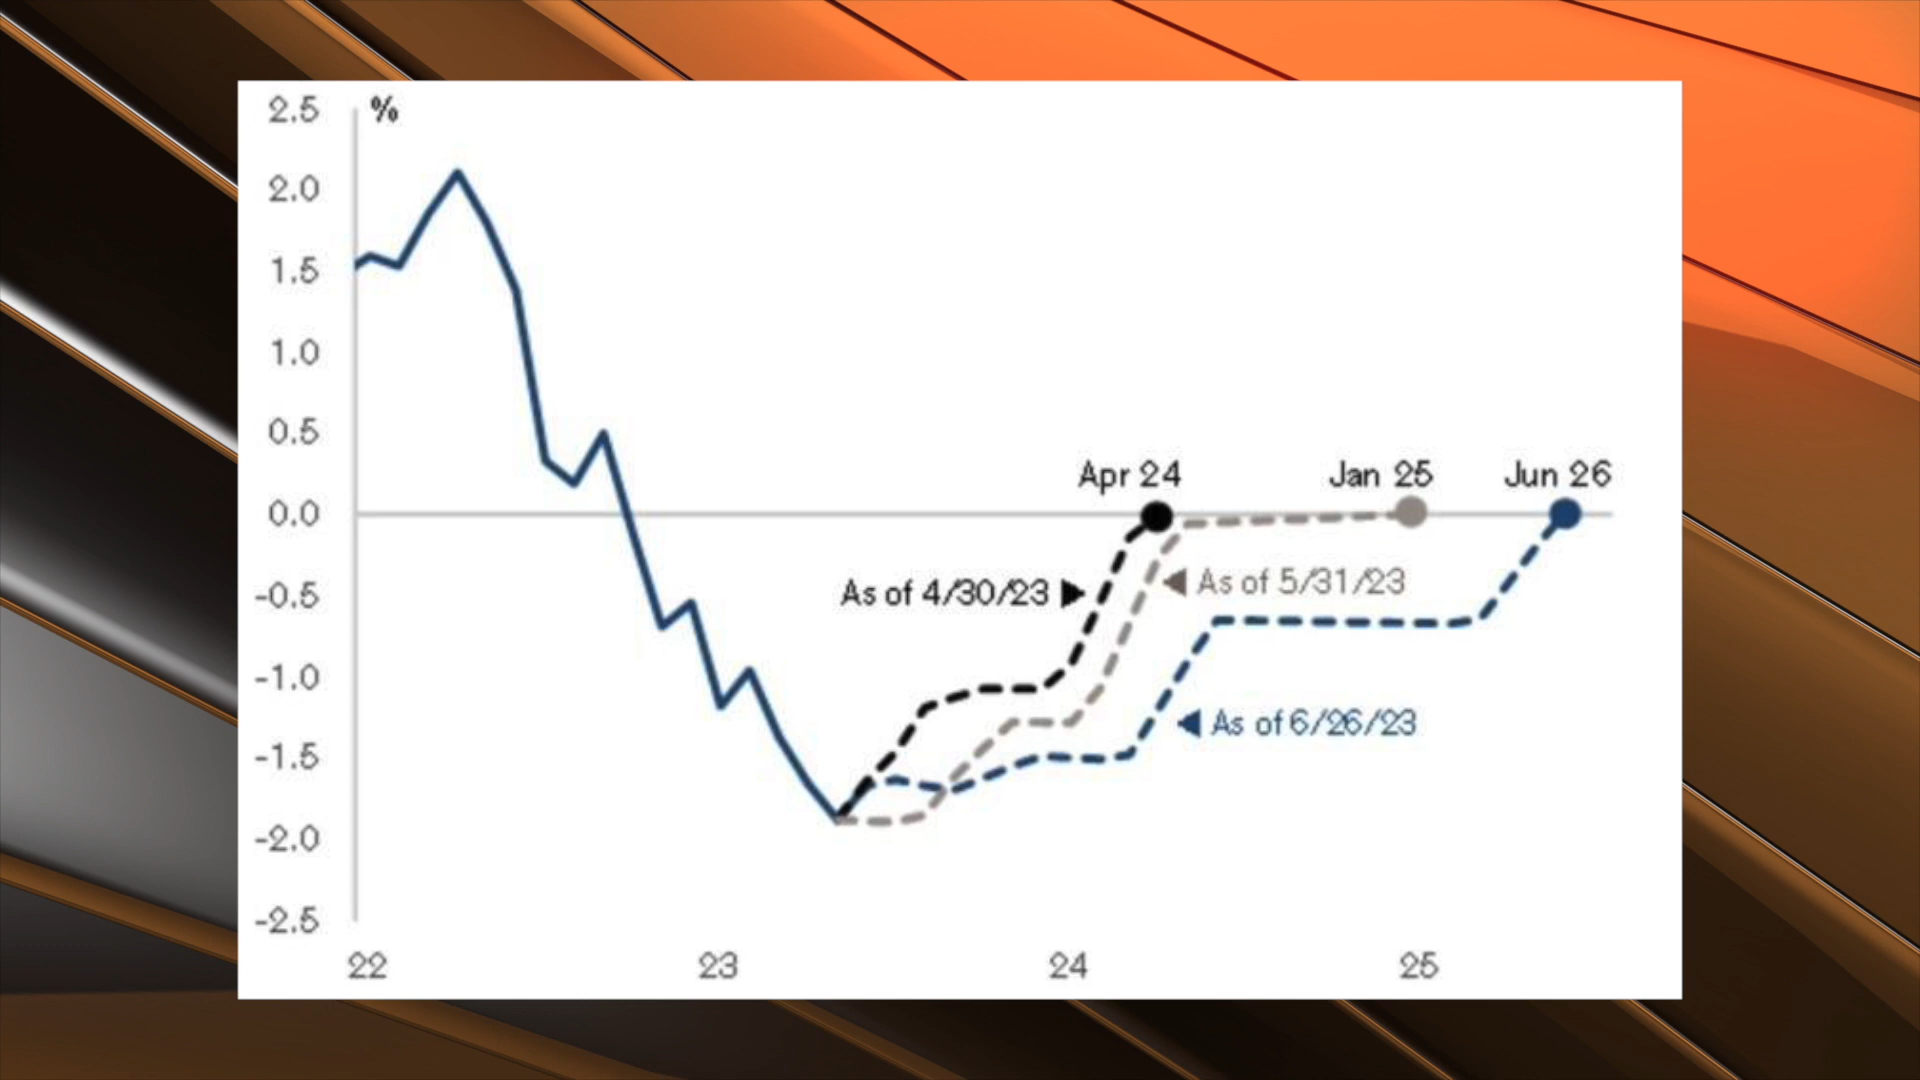 2.5 %
2.0
1.5
1.0
0.5
0.0
-0.5
-1.0
-1.5
-2.0
-2.5
Apr 24
Jan 25
Jun 26
As of 4/30/23
As of 5/31/23
As of 6/26/23
22 23 24 25